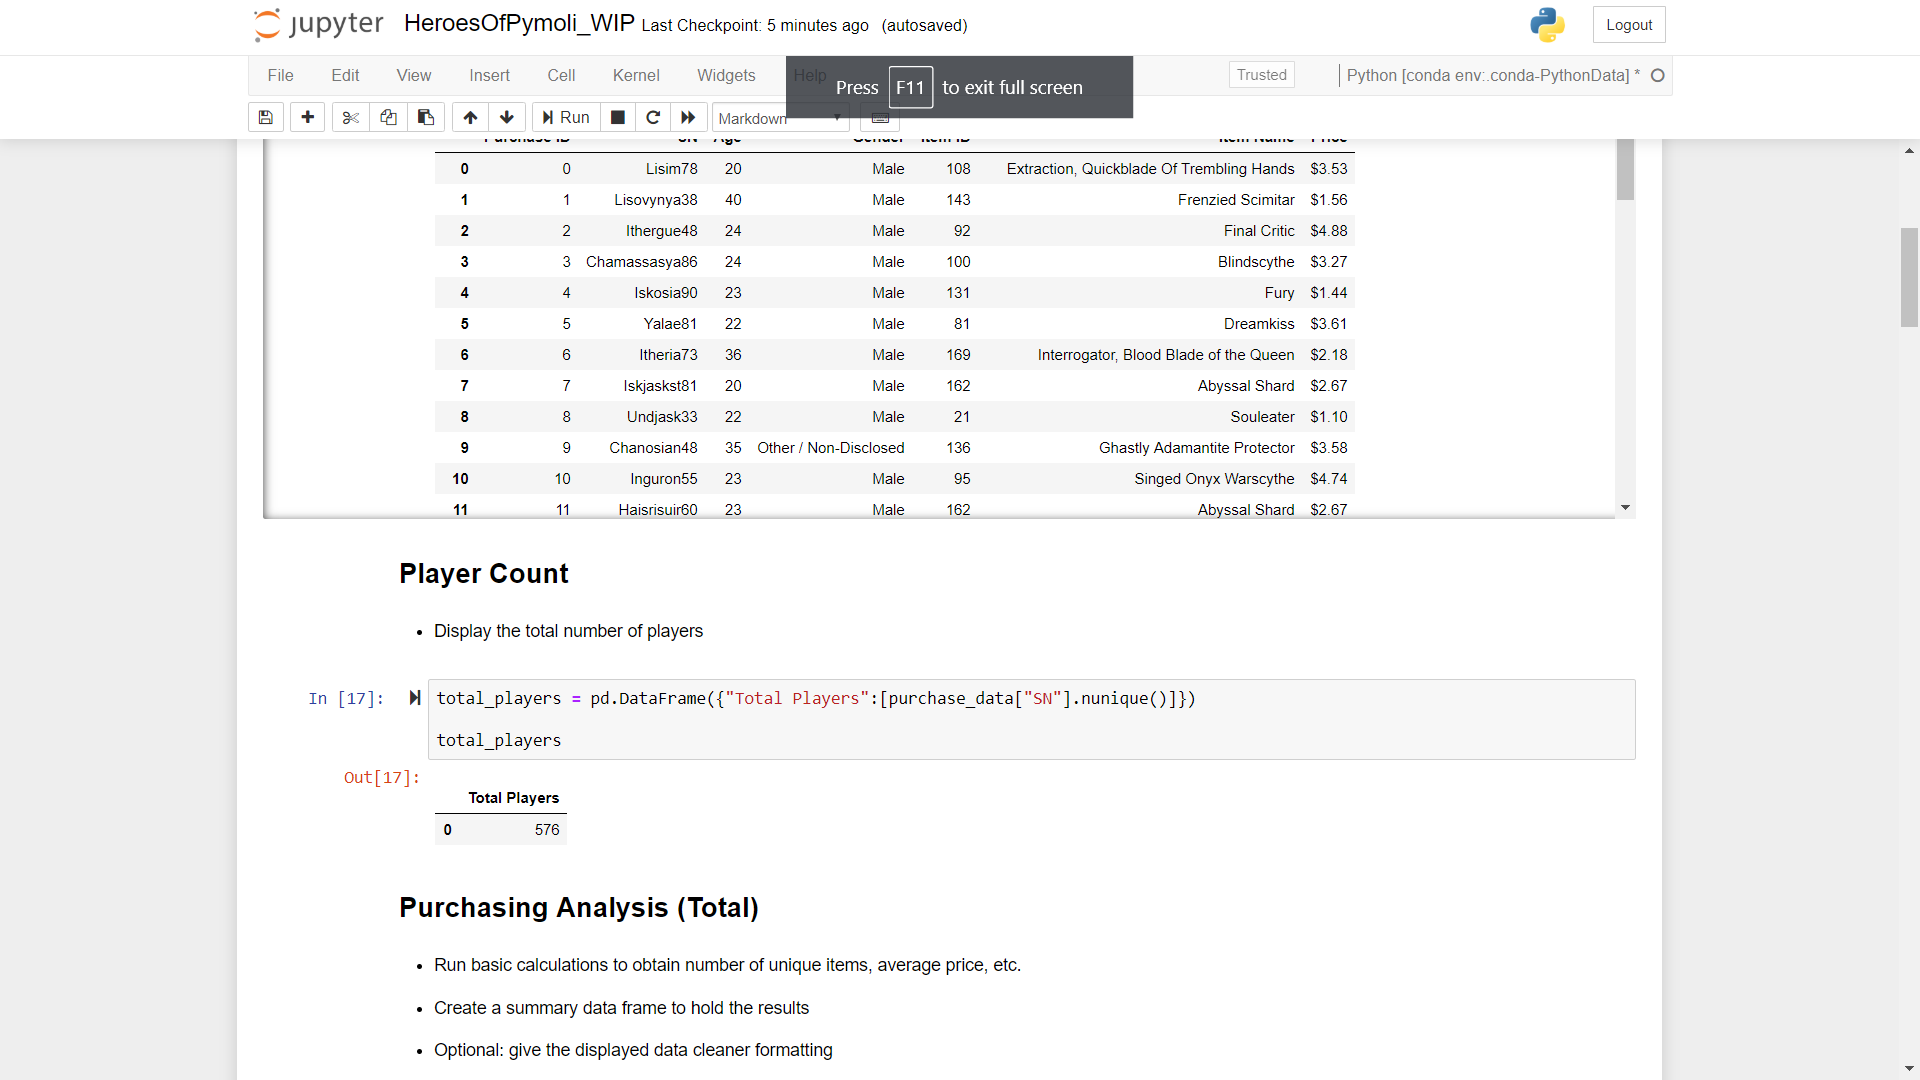 jupyter HeroesOfPymoli_WIP Last Checkpoint: 5 minutes ago (autosaved) Logout
File Edit View Insert Cell Kernel Widgets Help Trusted Python [conda env:.conda-PythonData] *
Press F11 to exit full screen
Run Markdown
Purchase ID SN Age Gender Item ID Item Name Price
0 0 Lisim78 20 Male 108 Extraction, Quickblade Of Trembling Hands $3.53
1 1 Lisovynya38 40 Male 143 Frenzied Scimitar $1.56
2 2 Ithergue48 24 Male 92 Final Critic $4.88
3 3 Chamassasya86 24 Male 100 Blindscythe $3.27
4 4 Iskosia90 23 Male 131 Fury $1.44
5 5 Yalae81 22 Male 81 Dreamkiss $3.61
6 6 Itheria73 36 Male 169 Interrogator, Blood Blade of the Queen $2.18
7 7 Iskjaskst81 20 Male 162 Abyssal Shard $2.67
8 8 Undjask33 22 Male 21 Souleater $1.10
9 9 Chanosian48 35 Other / Non-Disclosed 136 Ghastly Adamantite Protector $3.58
10 10 Inguron55 23 Male 95 Singed Onyx Warscythe $4.74
11 11 Haisrisuir60 23 Male 162 Abyssal Shard $2.67
Player Count
• Display the total number of players
In [17]: total_players = pd.DataFrame({"Total Players":[purchase_data["SN"].nunique()]})
total_players
Out[17]:
Total Players
0 576
Purchasing Analysis (Total)
• Run basic calculations to obtain number of unique items, average price, etc.
• Create a summary data frame to hold the results
• Optional: give the displayed data cleaner formatting